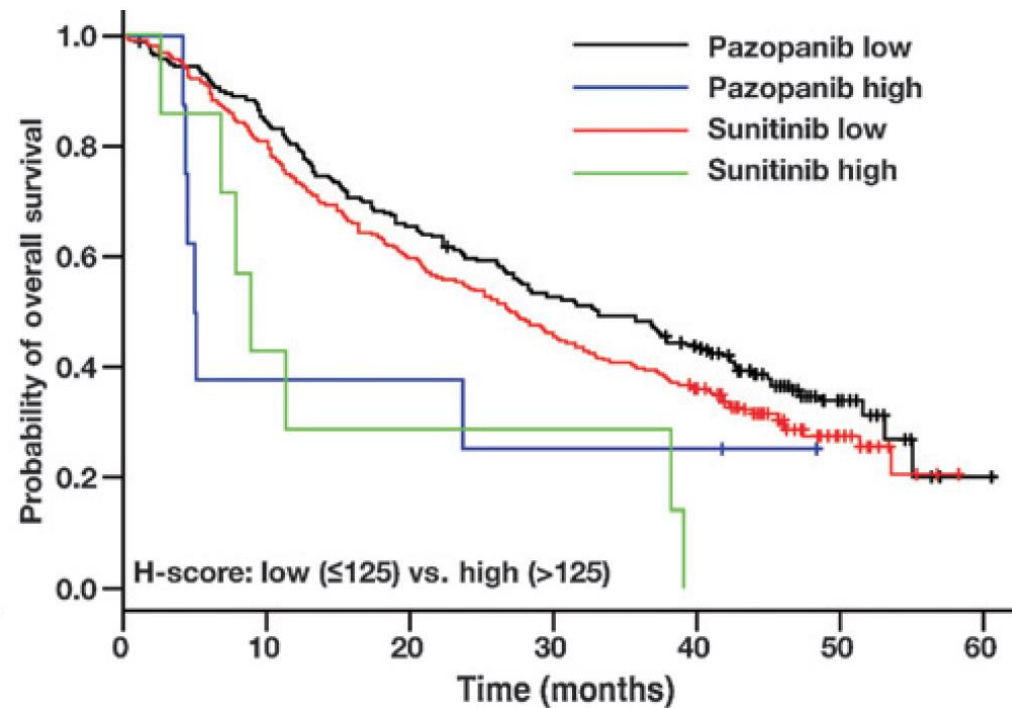 Probability of overall survival
1.0
0.8
0.6
0.4
0.2
0.0
Pazopanib low
Pazopanib high
Sunitinib low
Sunitinib high
H-score: low (≤125) vs. high (>125)
0 10 20 30 40 50 60
Time (months)